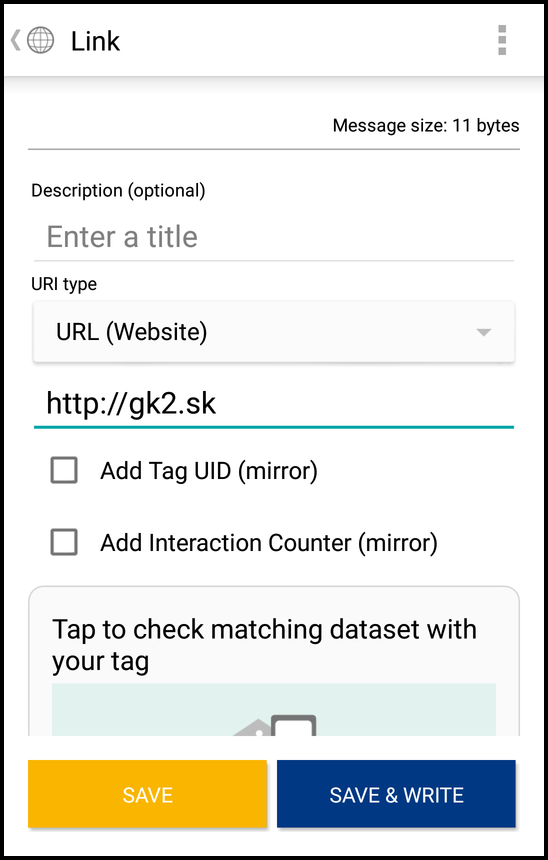 Link
Message size: 11 bytes
Description (optional)
Enter a title
URI type
URL (Website)
http://gk2.sk
Add Tag UID (mirror)
Add Interaction Counter (mirror)
Tap to check matching dataset with
your tag
SAVE
SAVE & WRITE